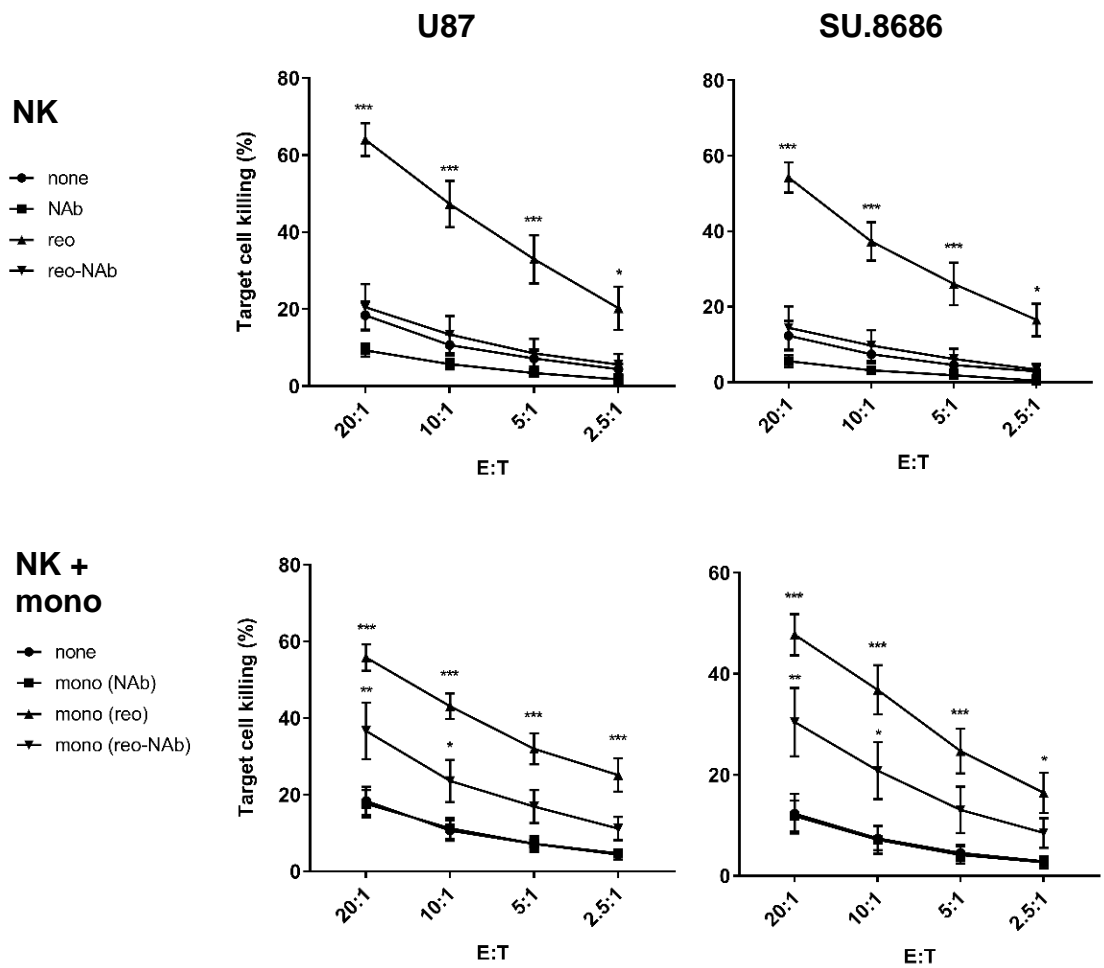 U87
SU.8686
NK
none
NAb
reo
reo-NAb
Target cell killing (%)
80
60
40
20
0
***
***
***
*
20:1
10:1
5:1
2.5:1
E:T
80
60
40
20
0
***
***
***
*
20:1
10:1
5:1
2.5:1
E:T
NK +
mono
none
mono (NAb)
mono (reo)
mono (reo-NAb)
Target cell killing (%)
80
60
40
20
0
***
***
***
***
**
*
20:1
10:1
5:1
2.5:1
E:T
60
40
20
0
***
***
***
*
**
*
20:1
10:1
5:1
2.5:1
E:T